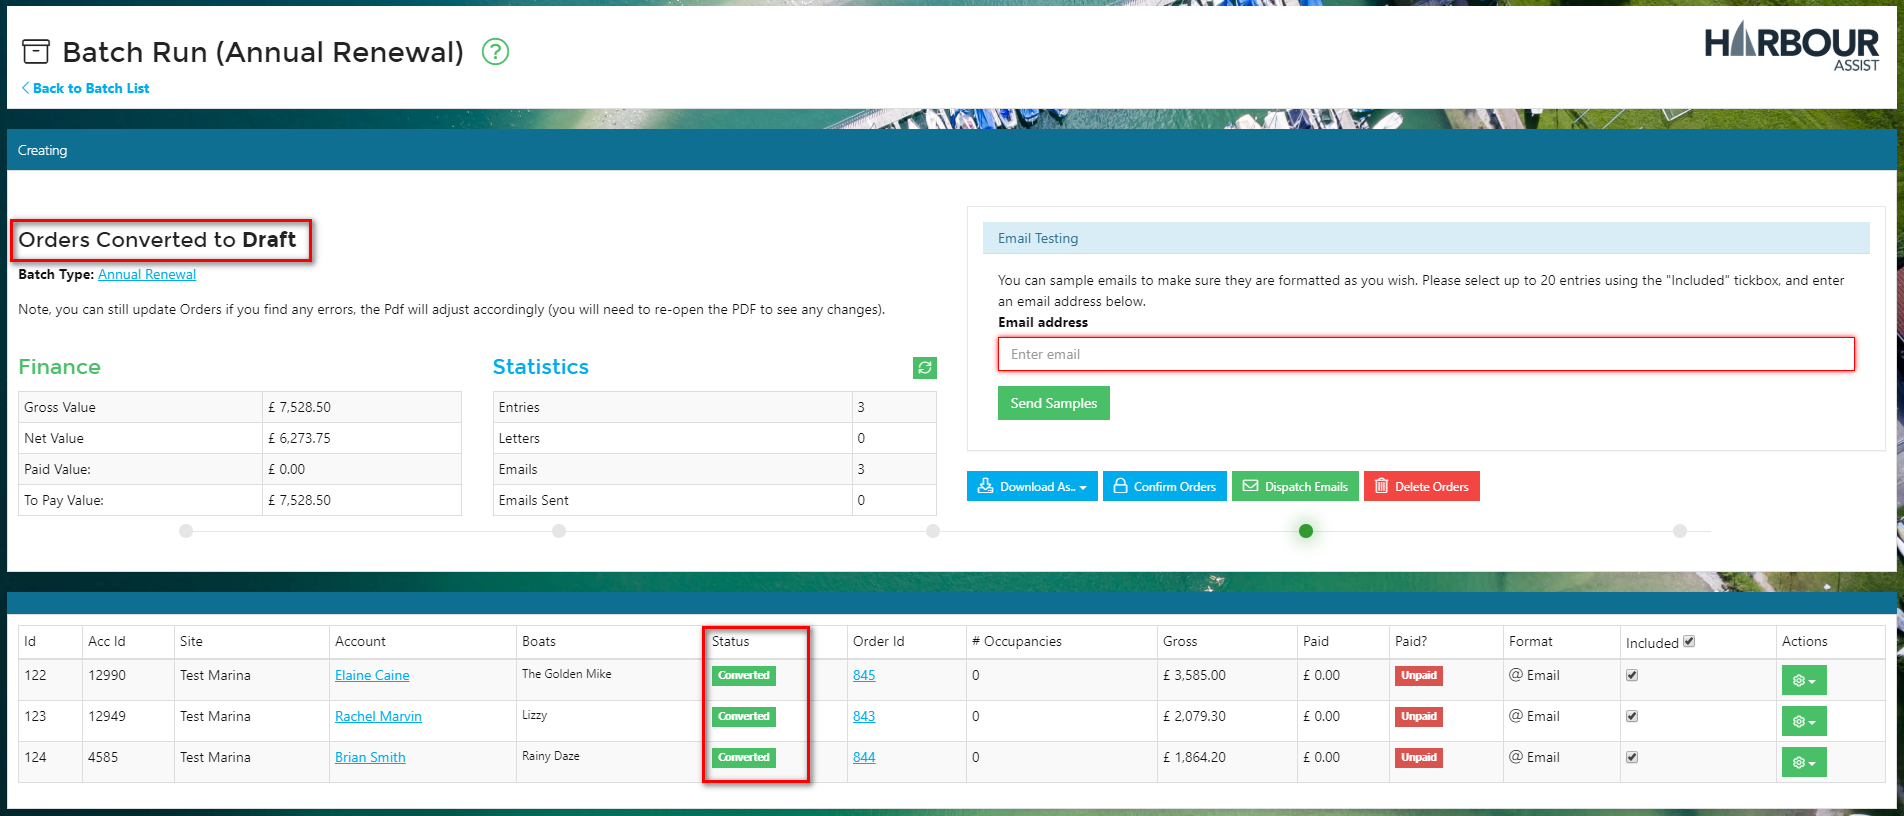 Batch Run (Annual Renewal) ?
HARBOUR
ASSIST
Back to Batch List
Creating
Orders Converted to Draft
Batch Type: Annual Renewal
Note, you can still update Orders if you find any errors, the Pdf will adjust accordingly (you will need to re-open the PDF to see any changes).
Finance
Gross Value £ 7,528.50
Net Value £ 6,273.75
Paid Value: £ 0.00
To Pay Value: £ 7,528.50
Statistics
Entries 3
Letters 0
Emails 3
Emails Sent 0
Email Testing
You can sample emails to make sure they are formatted as you wish. Please select up to 20 entries using the "Included" tickbox, and enter
an email address below.
Email address
Enter email
Send Samples
Download As.. Confirm Orders Dispatch Emails Delete Orders
Id Acc Id Site Account Boats Status Order Id # Occupancies Gross Paid Paid? Format Included Actions
122 12990 Test Marina Elaine Caine The Golden Mike Converted 845 0 £ 3,585.00 £ 0.00 Unpaid @ Email
123 12949 Test Marina Rachel Marvin Lizzy Converted 843 0 £ 2,079.30 £ 0.00 Unpaid @ Email
124 4585 Test Marina Brian Smith Rainy Daze Converted 844 0 £ 1,864.20 £ 0.00 Unpaid @ Email